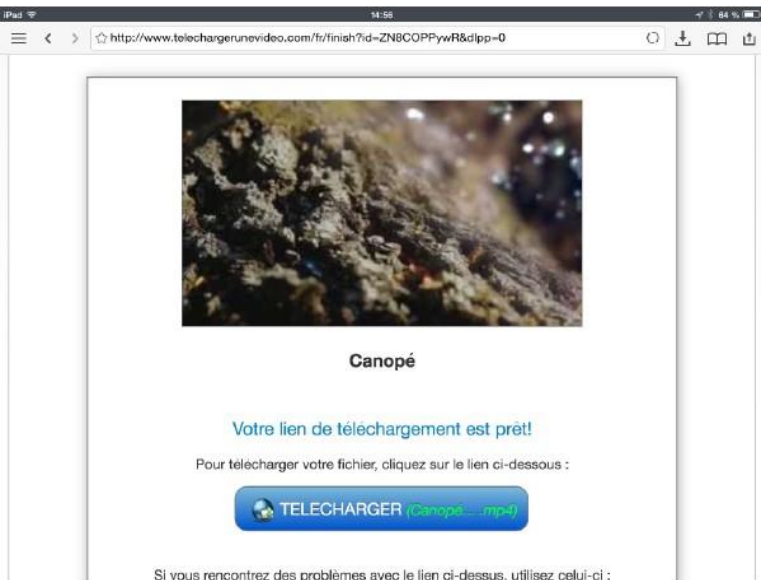 iPad 14:56 64 %
http://www.telechargerunevideo.com/fr/finish?id=ZN8COPPywR&dlpp=0
Canopé
Votre lien de téléchargement est prêt!
Pour télécharger votre fichier, cliquez sur le lien ci-dessous :
TELECHARGER (Canopé... .mp4)
Si vous rencontrez des problèmes avec le lien ci-dessus, utilisez celui-ci :